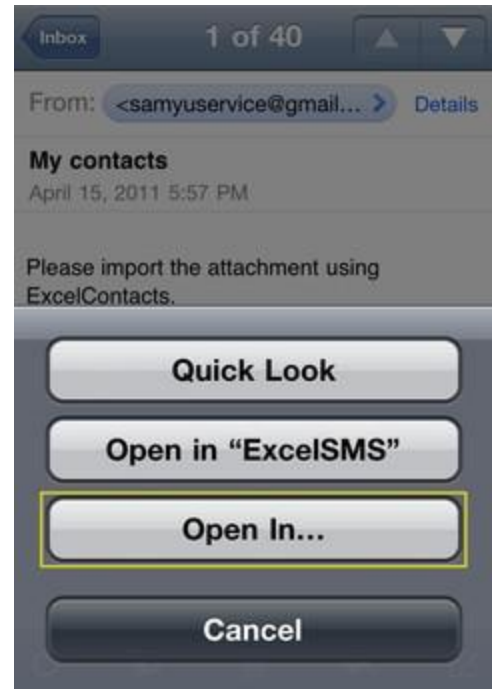 Inbox
1 of 40
From: <samyuservice@gmail... Details
My contacts
April 15, 2011 5:57 PM
Please import the attachment using
ExcelContacts.
Quick Look
Open in “ExcelSMS”
Open In...
Cancel